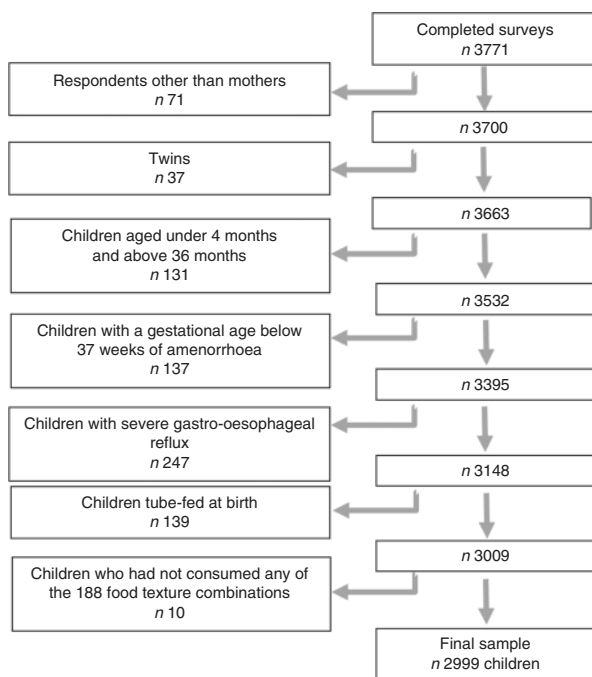 Completed surveys
n 3771
Respondents other than mothers
n 71
n 3700
Twins
n 37
n 3663
Children aged under 4 months
and above 36 months
n 131
n 3532
Children with a gestational age below
37 weeks of amenorrhoea
n 137
n 3395
Children with severe gastro-oesophageal
reflux
n 247
n 3148
Children tube-fed at birth
n 139
n 3009
Children who had not consumed any of
the 188 food texture combinations
n 10
Final sample
n 2999 children